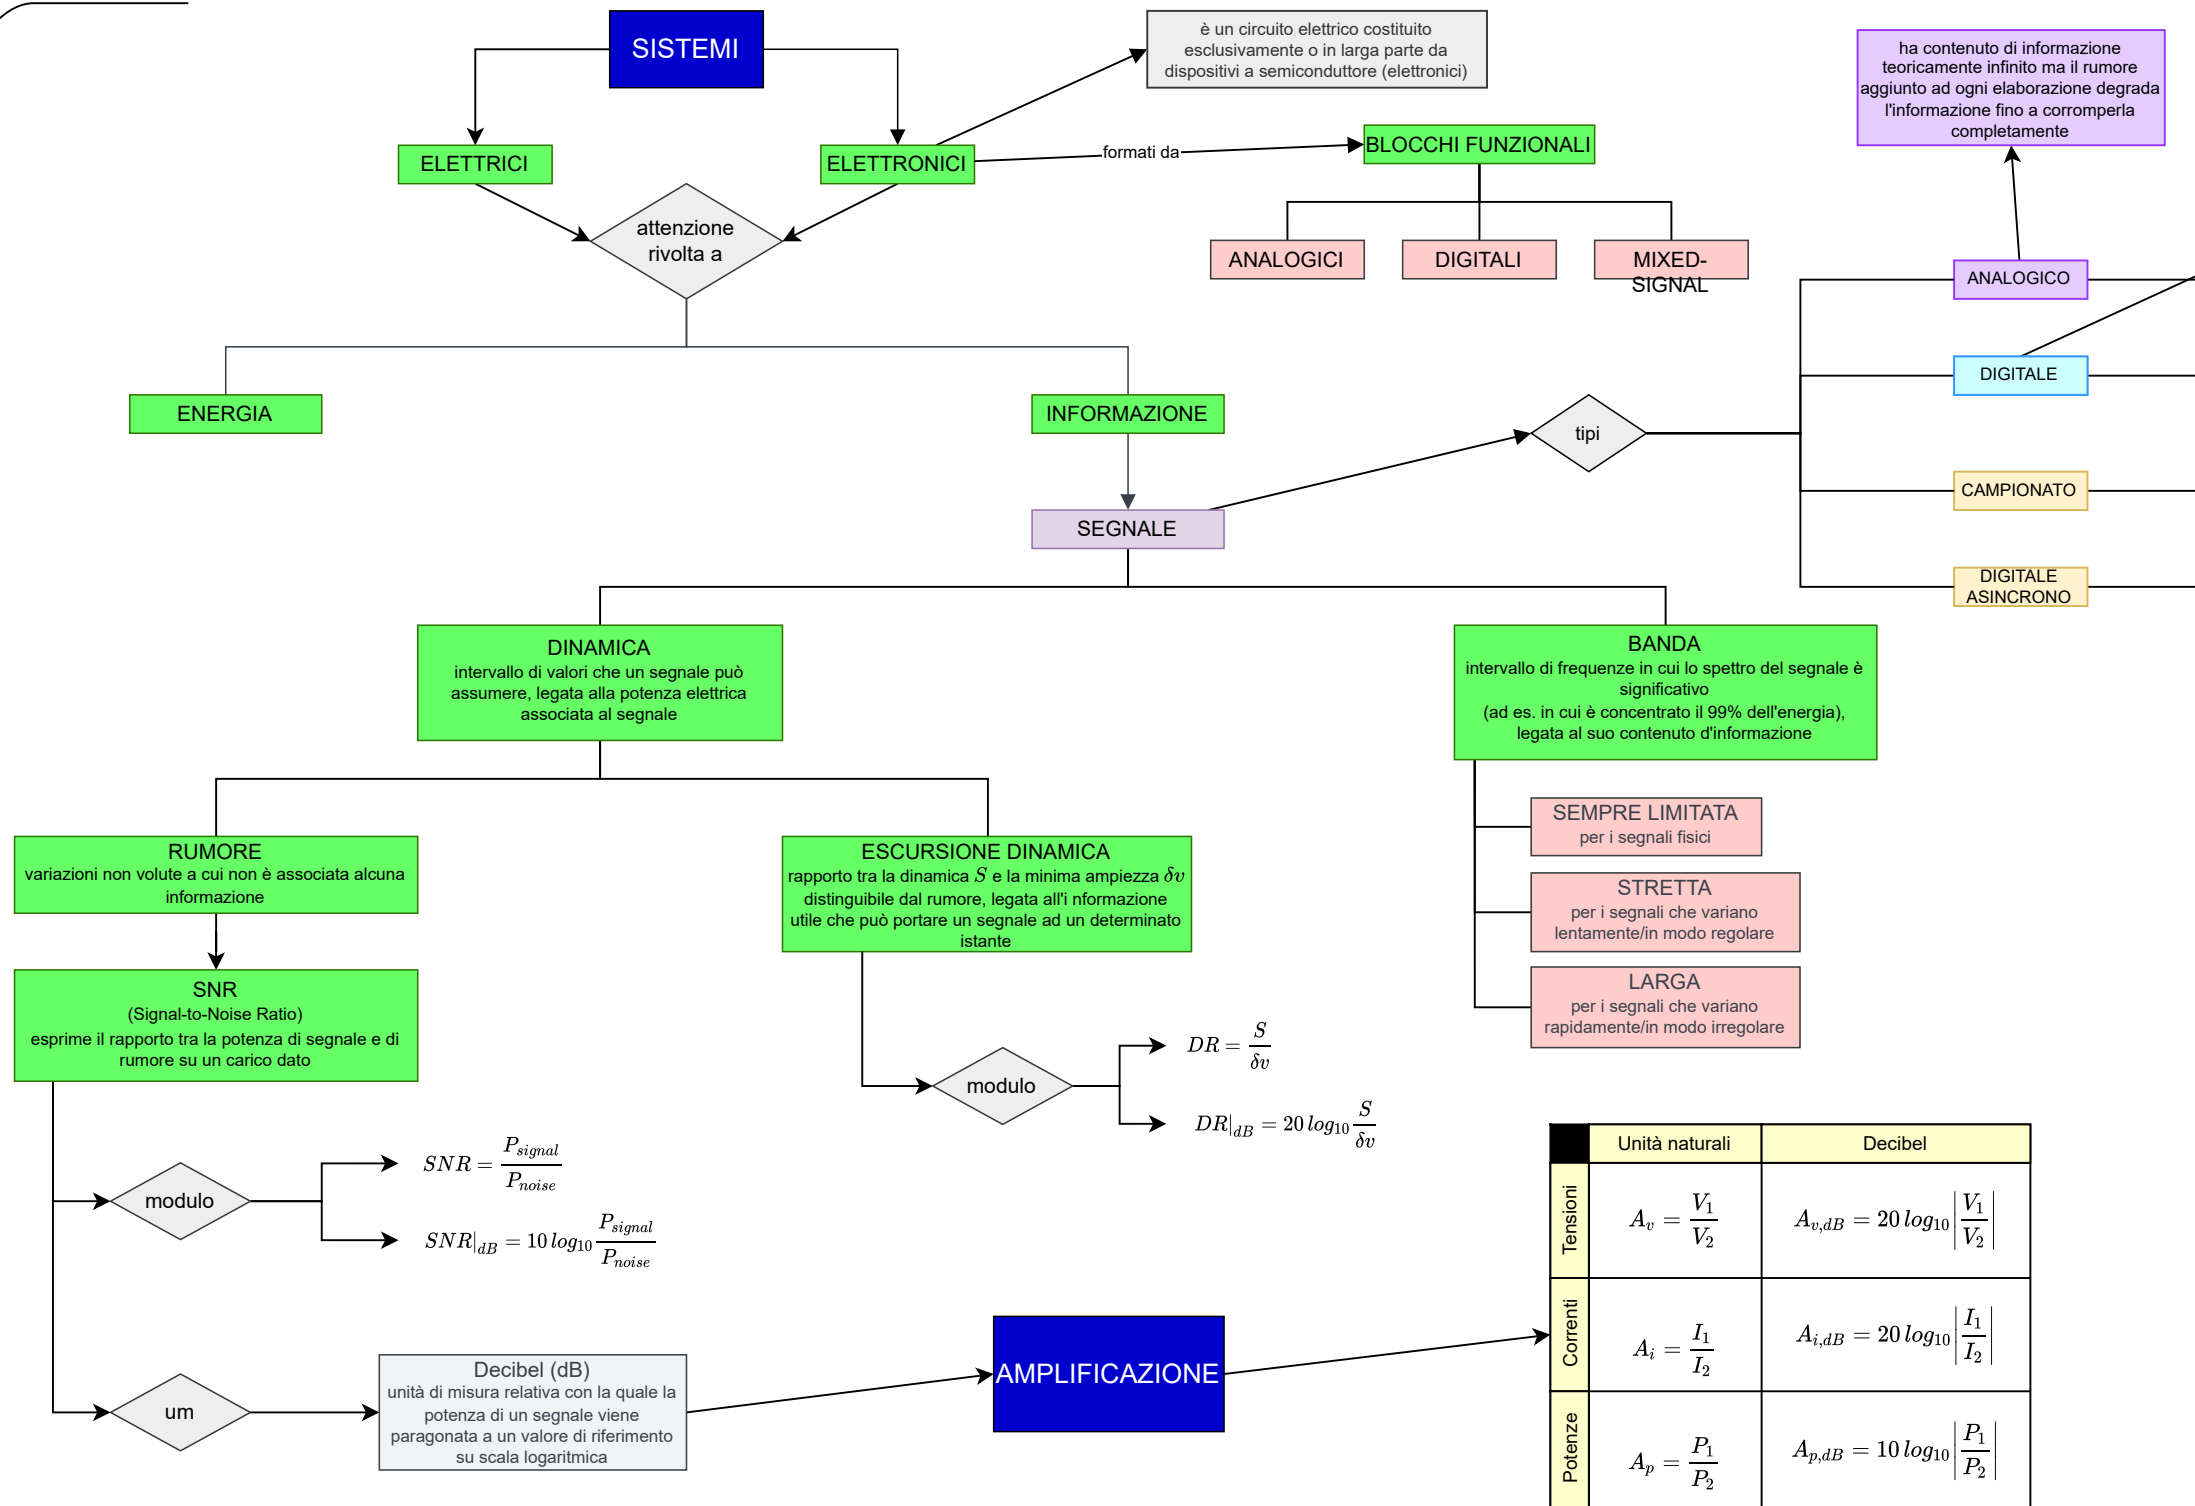 SISTEMI
è un circuito elettrico costituito
esclusivamente o in larga parte da
dispositivi a semiconduttore (elettronici)
ha contenuto di informazione
teoricamente infinito ma il rumore
aggiunto ad ogni elaborazione degrada
l'informazione fino a corromperla
completamente
ELETTRICI
ELETTRONICI
formati da
BLOCCHI FUNZIONALI
attenzione
rivolta a
ANALOGICI
DIGITALI
MIXED-
SIGNAL
ANALOGICO
DIGITALE
CAMPIONATO
DIGITALE
ASINCRONO
ENERGIA
INFORMAZIONE
tipi
SEGNALE
DINAMICA
intervallo di valori che un segnale può
assumere, legata alla potenza elettrica
associata al segnale
BANDA
intervallo di frequenze in cui lo spettro del segnale è
significativo
(ad es. in cui è concentrato il 99% dell'energia),
legata al suo contenuto d'informazione
SEMPRE LIMITATA
per i segnali fisici
STRETTA
per i segnali che variano
lentamente/in modo regolare
LARGA
per i segnali che variano
rapidamente/in modo irregolare
RUMORE
variazioni non volute a cui non è associata alcuna
informazione
ESCURSIONE DINAMICA
rapporto tra la dinamica S e la minima ampiezza δv
distinguibile dal rumore, legata all'i nformazione
utile che può portare un segnale ad un determinato
istante
SNR
(Signal-to-Noise Ratio)
esprime il rapporto tra la potenza di segnale e di
rumore su un carico dato
modulo
DR = S/δv
DR|dB = 20 log10 S/δv
modulo
SNR = Psignal/Pnoise
SNR|dB = 10 log10 Psignal/Pnoise
um
Decibel (dB)
unità di misura relativa con la quale la
potenza di un segnale viene
paragonata a un valore di riferimento
su scala logaritmica
AMPLIFICAZIONE
Unità naturali Decibel
Tensioni Av = V1/V2 Av,dB = 20 log10 |V1/V2|
Correnti Ai = I1/I2 Ai,dB = 20 log10 |I1/I2|
Potenze Ap = P1/P2 Ap,dB = 10 log10 |P1/P2|